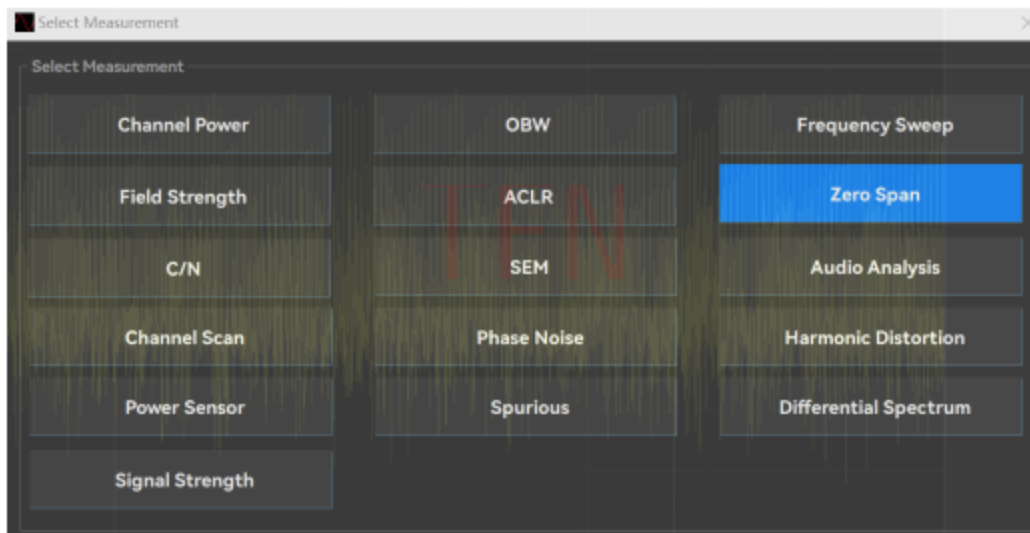 Select Measurement
Select Measurement
Channel Power
OBW
Frequency Sweep
Field Strength
ACLR
Zero Span
C/N
SEM
Audio Analysis
Channel Scan
Phase Noise
Harmonic Distortion
Power Sensor
Spurious
Differential Spectrum
Signal Strength
TFN